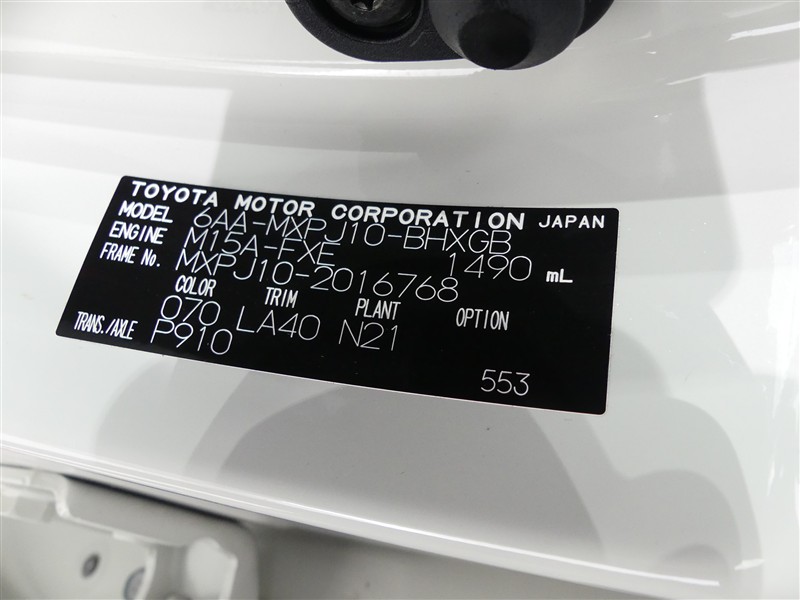 TOYOTA MOTOR CORPORATION JAPAN
MODEL 6AA-MXPJ10-BHXGB
ENGINE M15A-FXE 1490 mL
FRAME No. MXPJ10-2016768
COLOR TRIM PLANT OPTION
070 LA40 N21
TRANS./AXLE P910
553